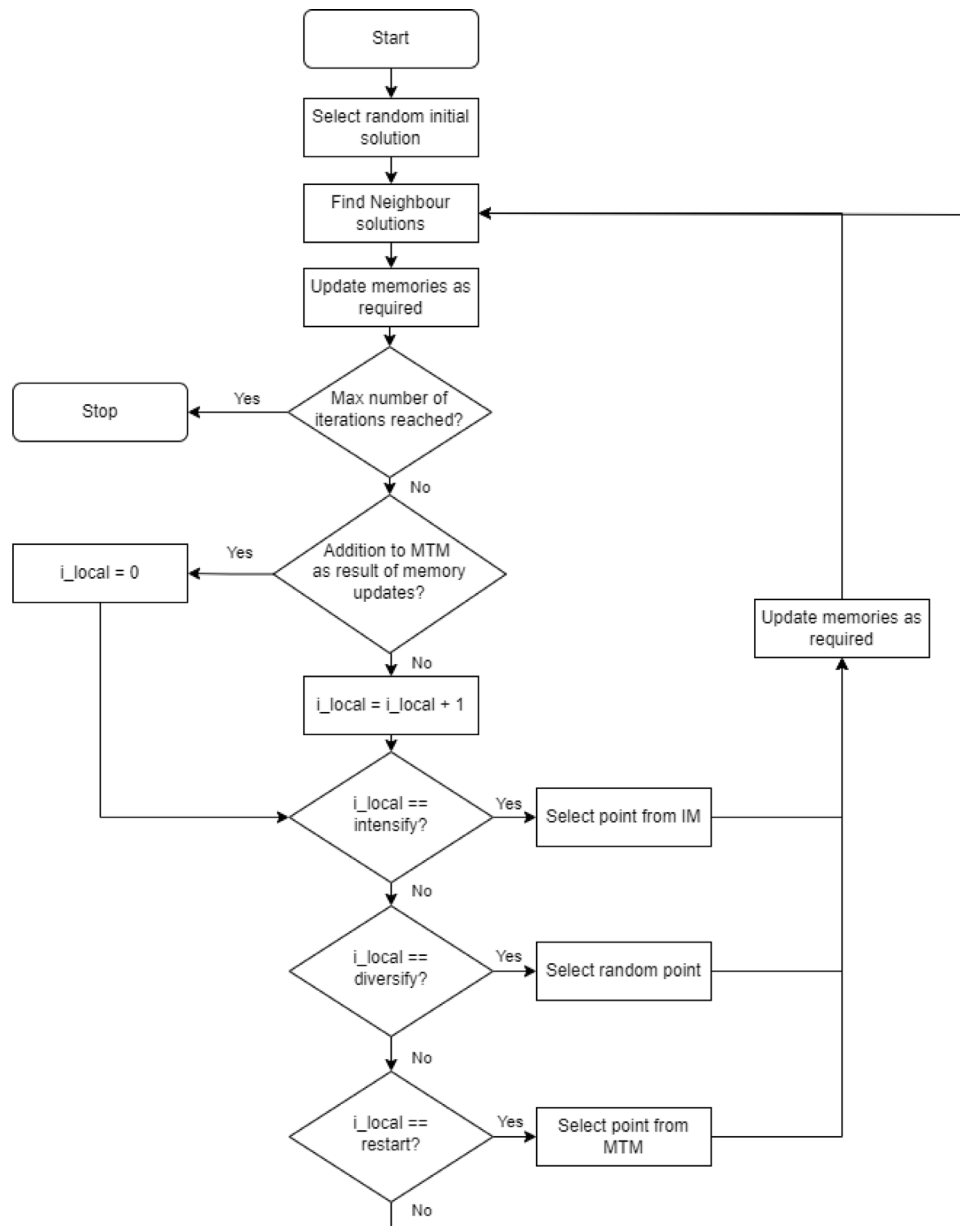 Start
Select random initial
solution
Find Neighbour
solutions
Update memories as
required
Max number of
iterations reached?
Yes
Stop
No
Addition to MTM
as result of memory
updates?
Yes
i_local = 0
No
i_local = i_local + 1
i_local ==
intensify?
Yes
Select point from IM
No
i_local ==
diversify?
Yes
Select random point
No
i_local ==
restart?
Yes
Select point from
MTM
No
Update memories as
required